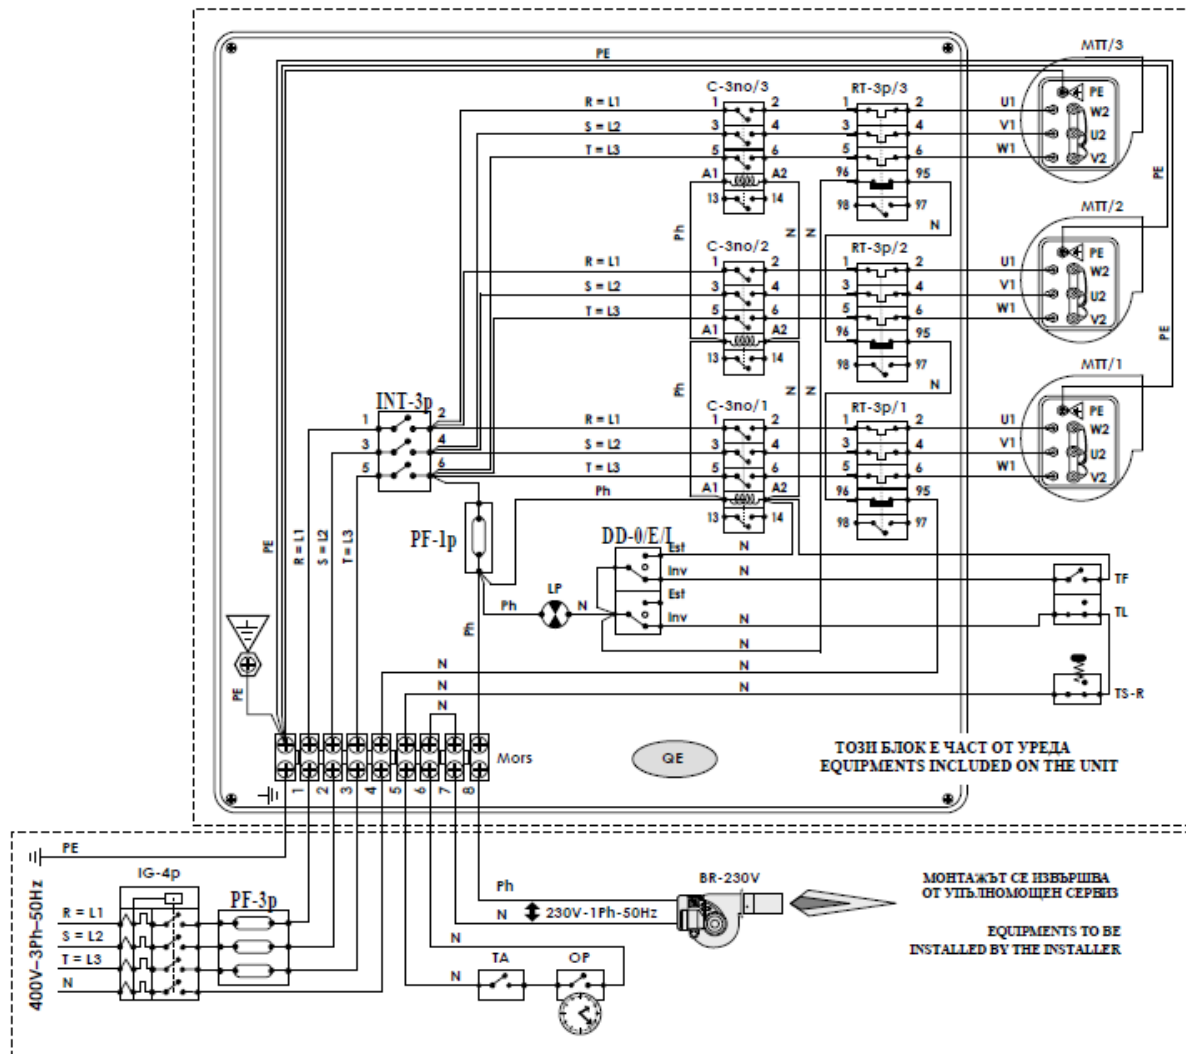 PE
MTT/3
C-3no/3
RT-3p/3
R = L1
1
2
1
2
U1
PE
W2
S = L2
3
4
3
4
V1
U2
T = L3
5
6
5
6
W1
V2
A1
A2
96
95
13
14
98
97
PE
Ph
N
N
N
MTT/2
C-3no/2
RT-3p/2
R = L1
1
2
1
2
U1
PE
W2
S = L2
3
4
3
4
V1
U2
T = L3
5
6
5
6
W1
V2
A1
A2
96
95
13
14
98
97
PE
Ph
N
N
N
MTT/1
INT-3p
C-3no/1
RT-3p/1
1
2
R = L1
1
2
1
2
U1
PE
W2
3
4
S = L2
3
4
3
4
V1
U2
5
6
T = L3
5
6
5
6
W1
V2
Ph
A1
A2
96
95
13
14
98
97
PE
R = L1
S = L2
T = L3
PF-1p
DD-0/E/I
Est
N
Inv
N
TF
LP
Ph
N
Est
Inv
N
TL
Ph
N
N
N
N
N
TS-R
PE
N
Mors
QE
ТОЗИ БЛОК Е ЧАСТ ОТ УРЕДА
EQUIPMENTS INCLUDED ON THE UNIT
1
2
3
4
5
6
7
8
PE
IG-4p
PF-3p
400V-3Ph-50Hz
R = L1
S = L2
T = L3
N
Ph
N
230V-1Ph-50Hz
BR-230V
N
TA
OP
N
МОНТАЖЪТ СЕ ИЗВЪРШВА
ОТ УПЪЛНОМОЩЕН СЕРВИЗ
EQUIPMENTS TO BE
INSTALLED BY THE INSTALLER